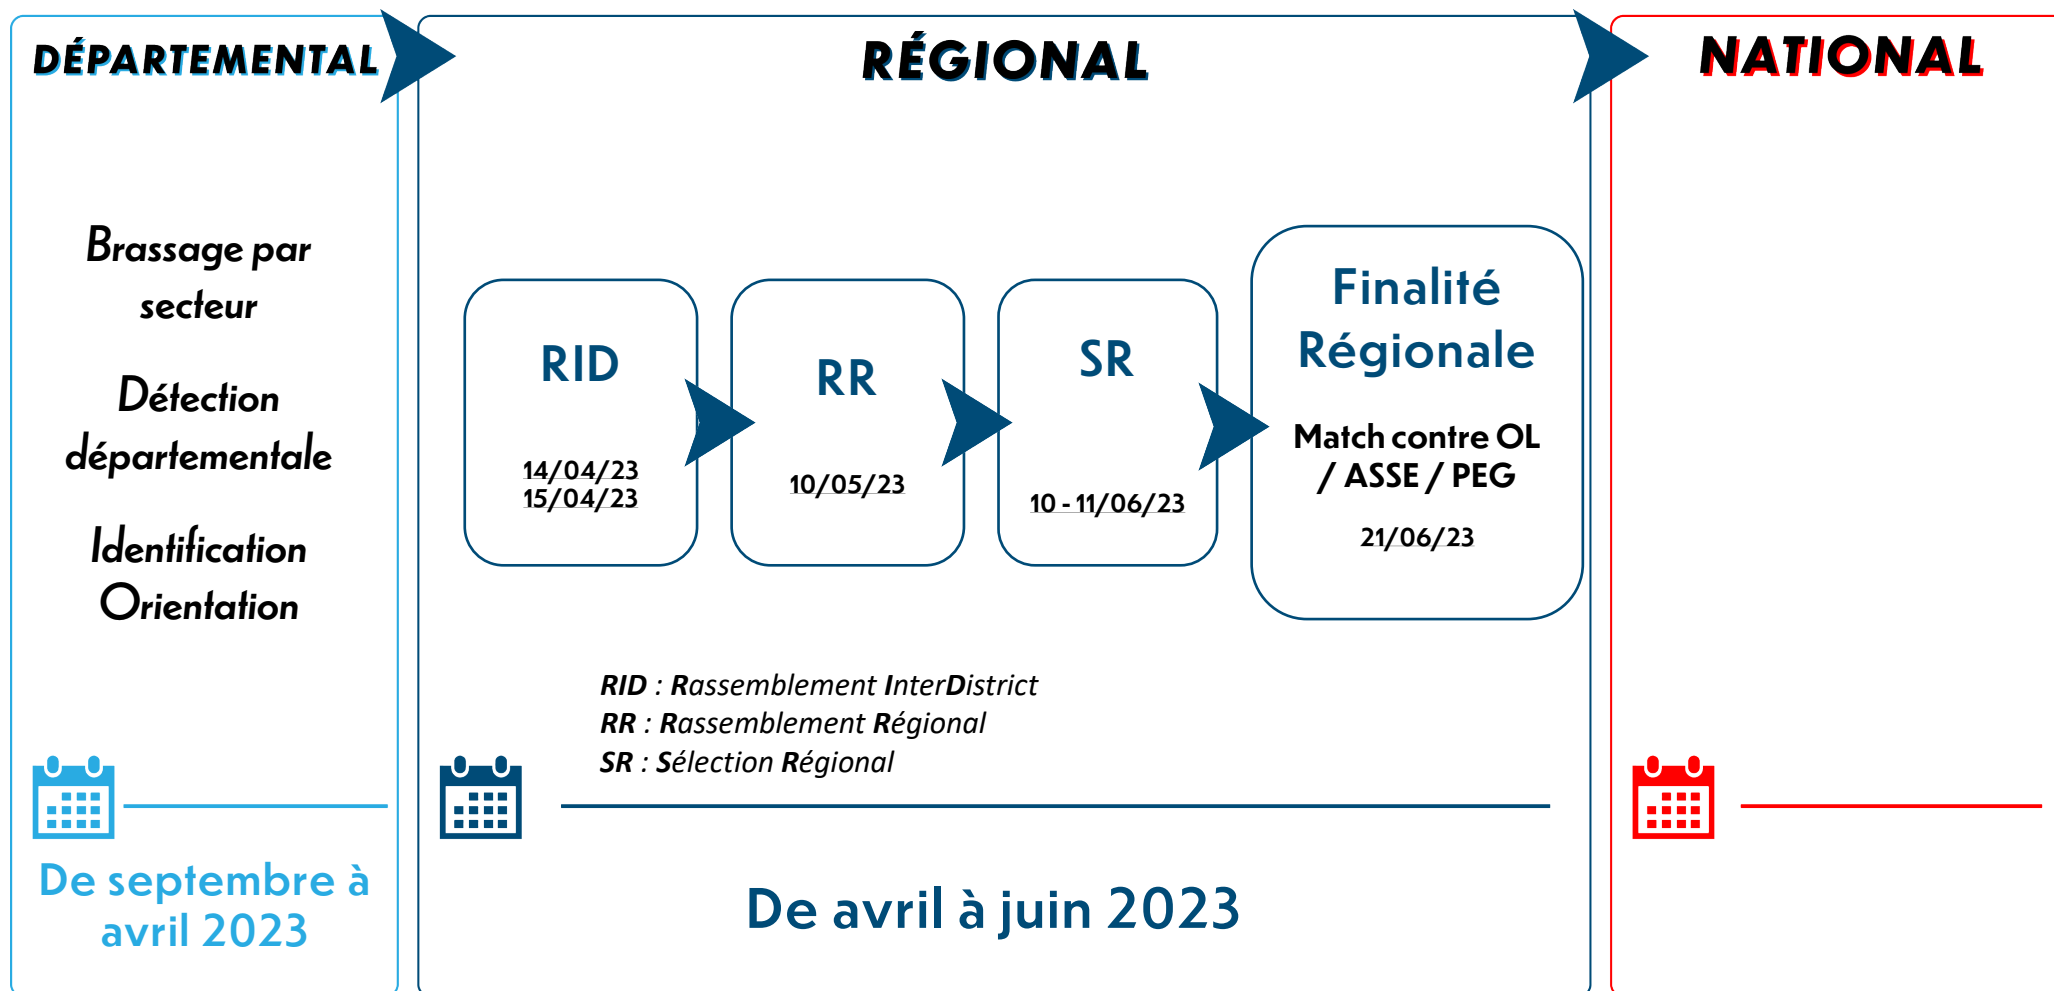 DÉPARTEMENTAL
RÉGIONAL
NATIONAL
Brassage par
secteur
Détection
départementale
Identification
Orientation
RID
14/04/23
15/04/23
RR
10/05/23
SR
10 - 11/06/23
Finalité
Régionale
Match contre OL
/ ASSE / PEG
21/06/23
RID : Rassemblement InterDistrict
RR : Rassemblement Régional
SR : Sélection Régional
De septembre à
avril 2023
De avril à juin 2023